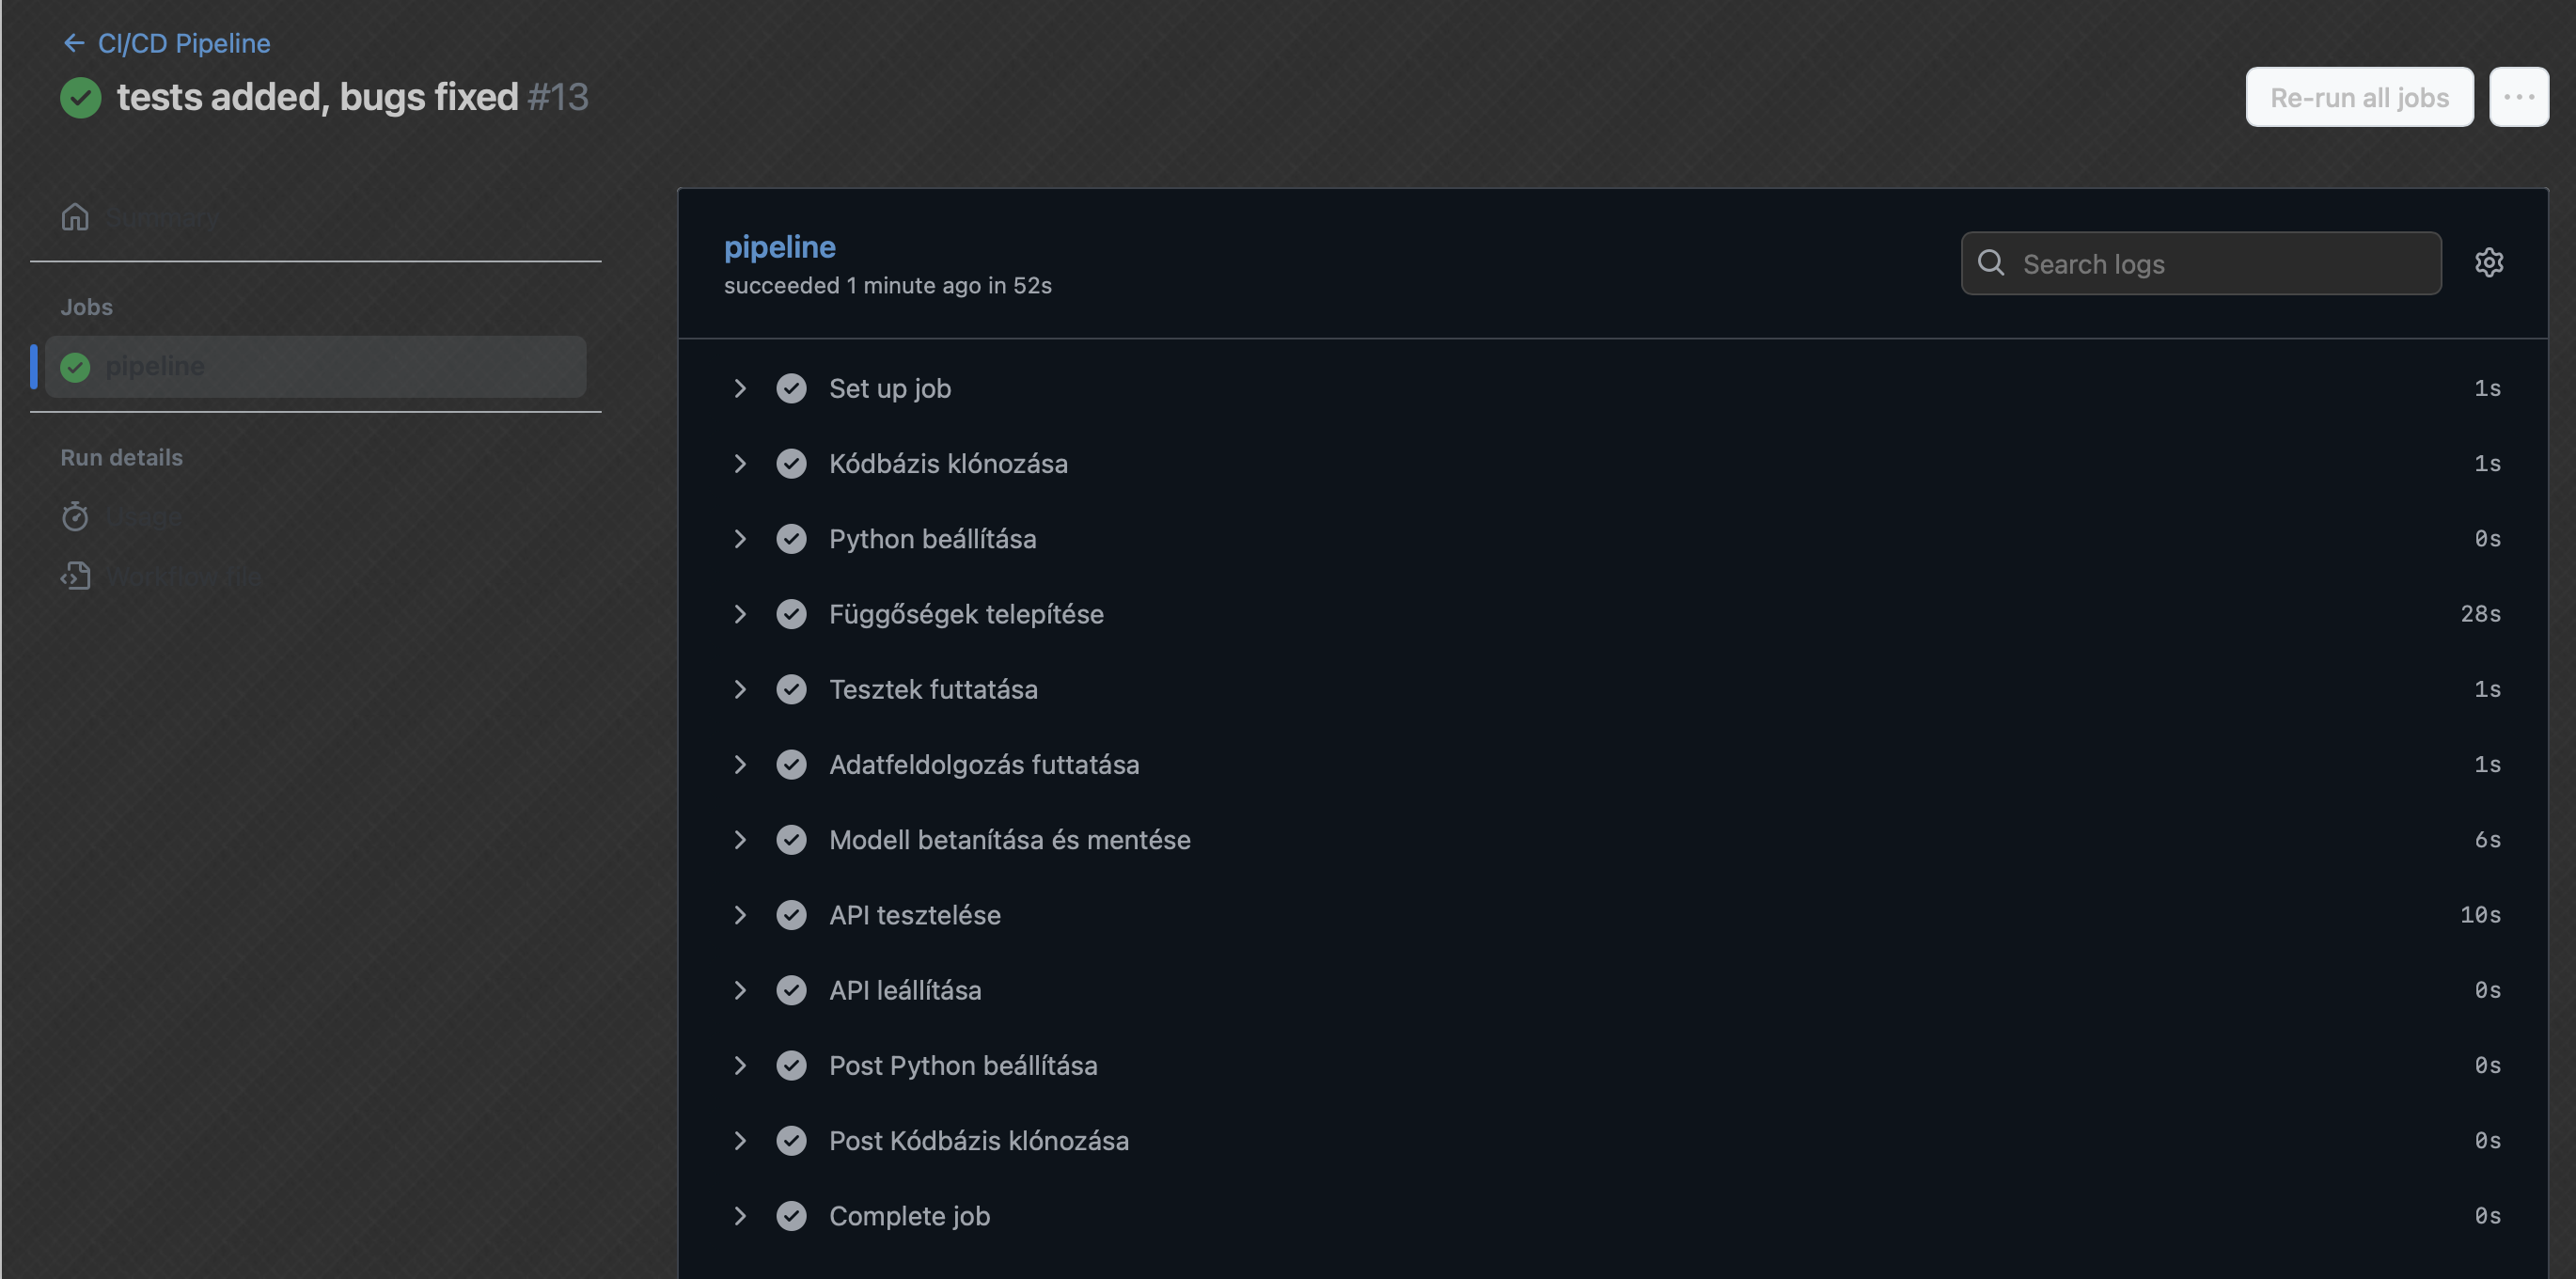 CI/CD Pipeline
tests added, bugs fixed #13
Re-run all jobs
Summary
Jobs
pipeline
Run details
Usage
Workflow file
pipeline
succeeded 1 minute ago in 52s
Search logs
Set up job 1s
Kódbázis klónozása 1s
Python beállítása 0s
Függőségek telepítése 28s
Tesztek futtatása 1s
Adatfeldolgozás futtatása 1s
Modell betanítása és mentése 6s
API tesztelése 10s
API leállítása 0s
Post Python beállítása 0s
Post Kódbázis klónozása 0s
Complete job 0s